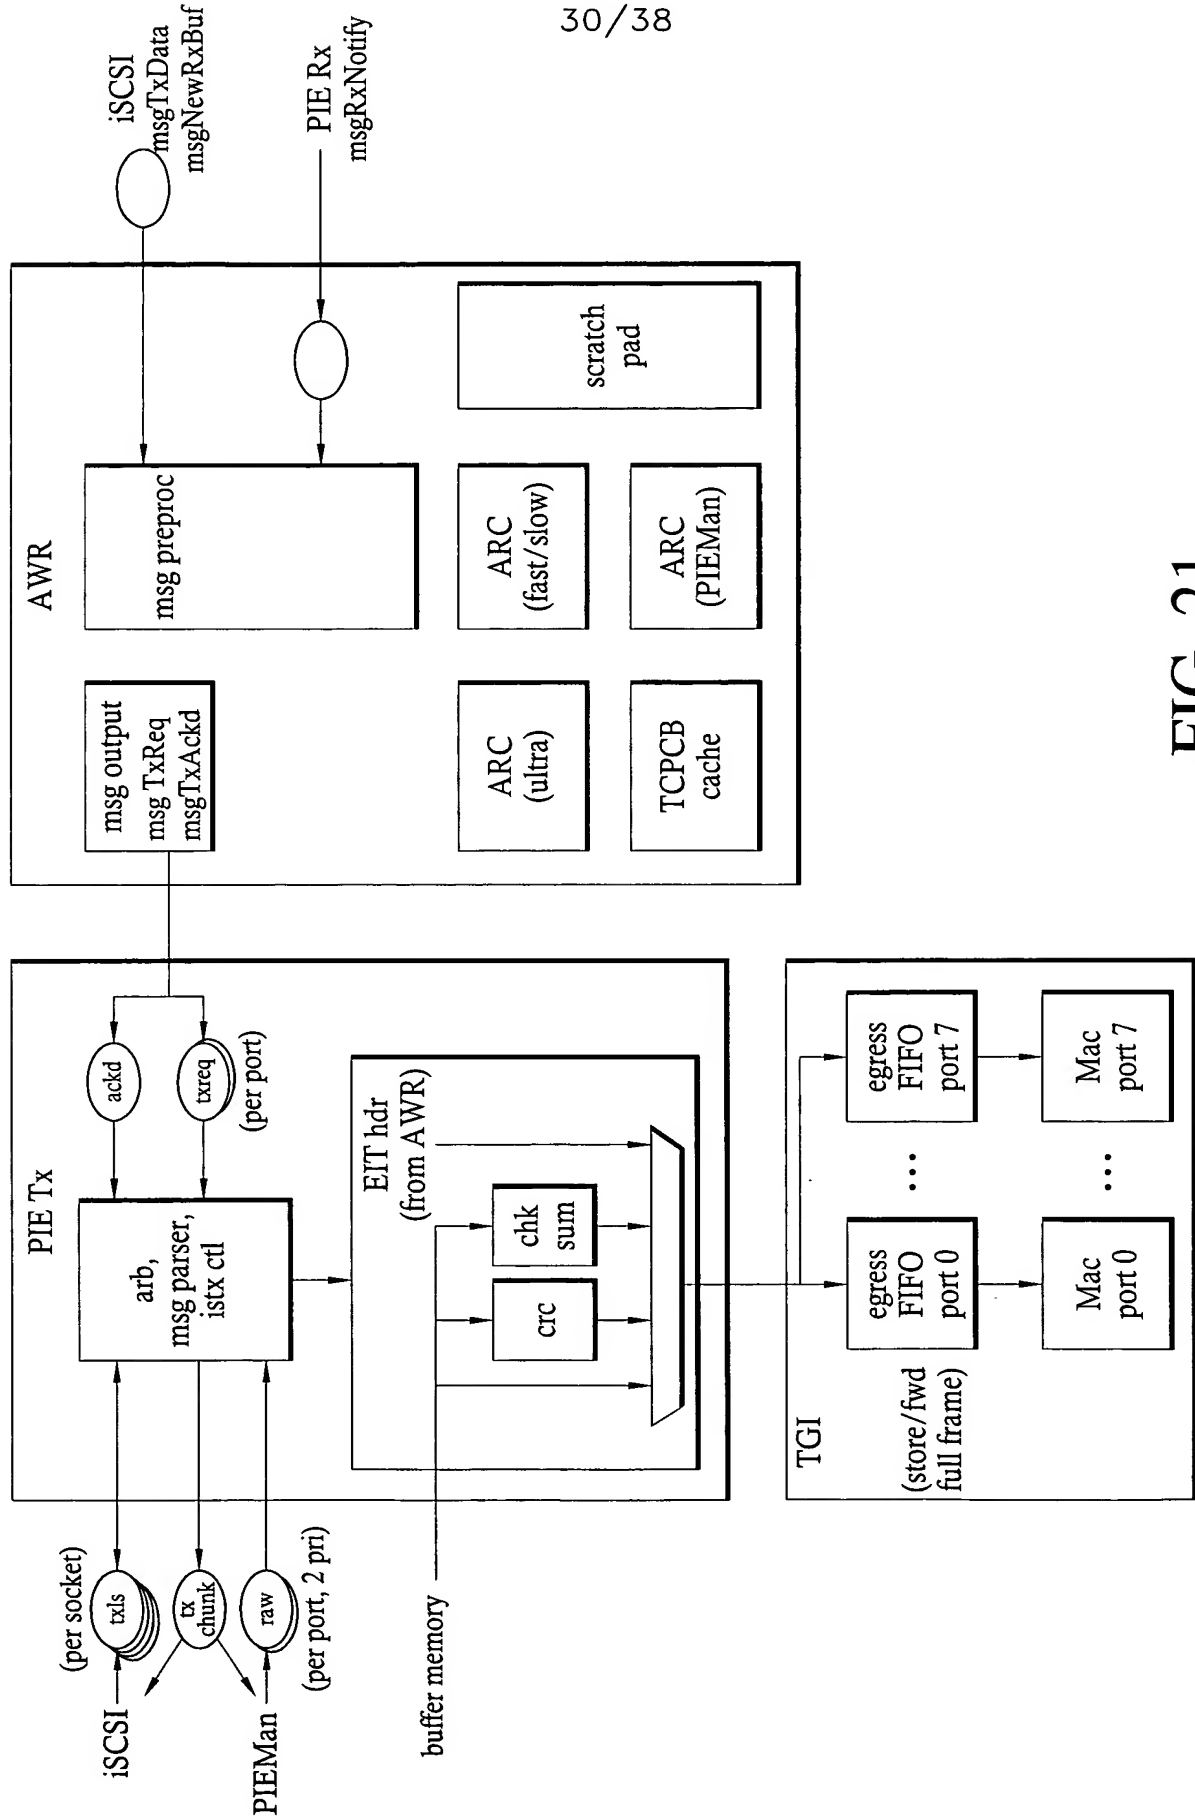 30/38
iSCSI
msgTxData
msgNewRxBuf
PIE Rx
msgRxNotify
AWR
msg output
msg TxReq
msgTxAckd
msg preproc
ARC
(ultra)
ARC
(fast/slow)
scratch
pad
TCPCB
cache
ARC
(PIEMan)
PIE Tx
(per socket)
iSCSI
txls
tx
chunk
PIEMan
raw
(per port, 2 pri)
arb,
msg parser,
istx ctl
ackd
txreq
(per port)
buffer memory
EIT hdr
(from AWR)
crc
chk
sum
TGI
(store/fwd
full frame)
egress
FIFO
port 0
...
egress
FIFO
port 7
Mac
port 0
...
Mac
port 7
FIG. 21